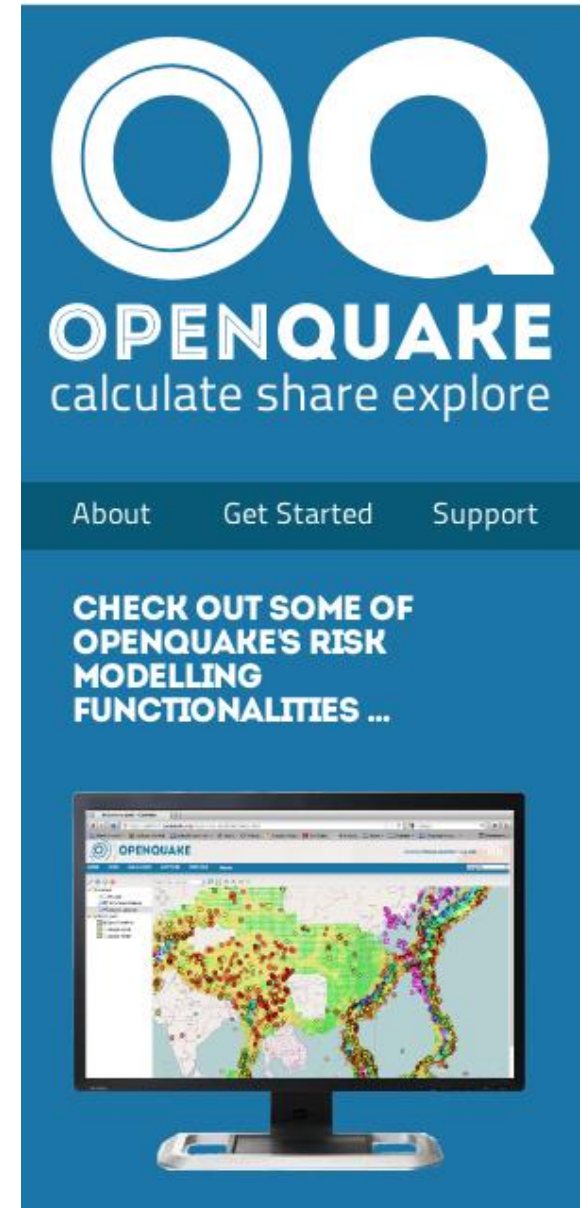 OQ
OPENQUAKE
calculate share explore
About Get Started Support
CHECK OUT SOME OF
OPENQUAKE'S RISK
MODELLING
FUNCTIONALITIES ...
OPENQUAKE